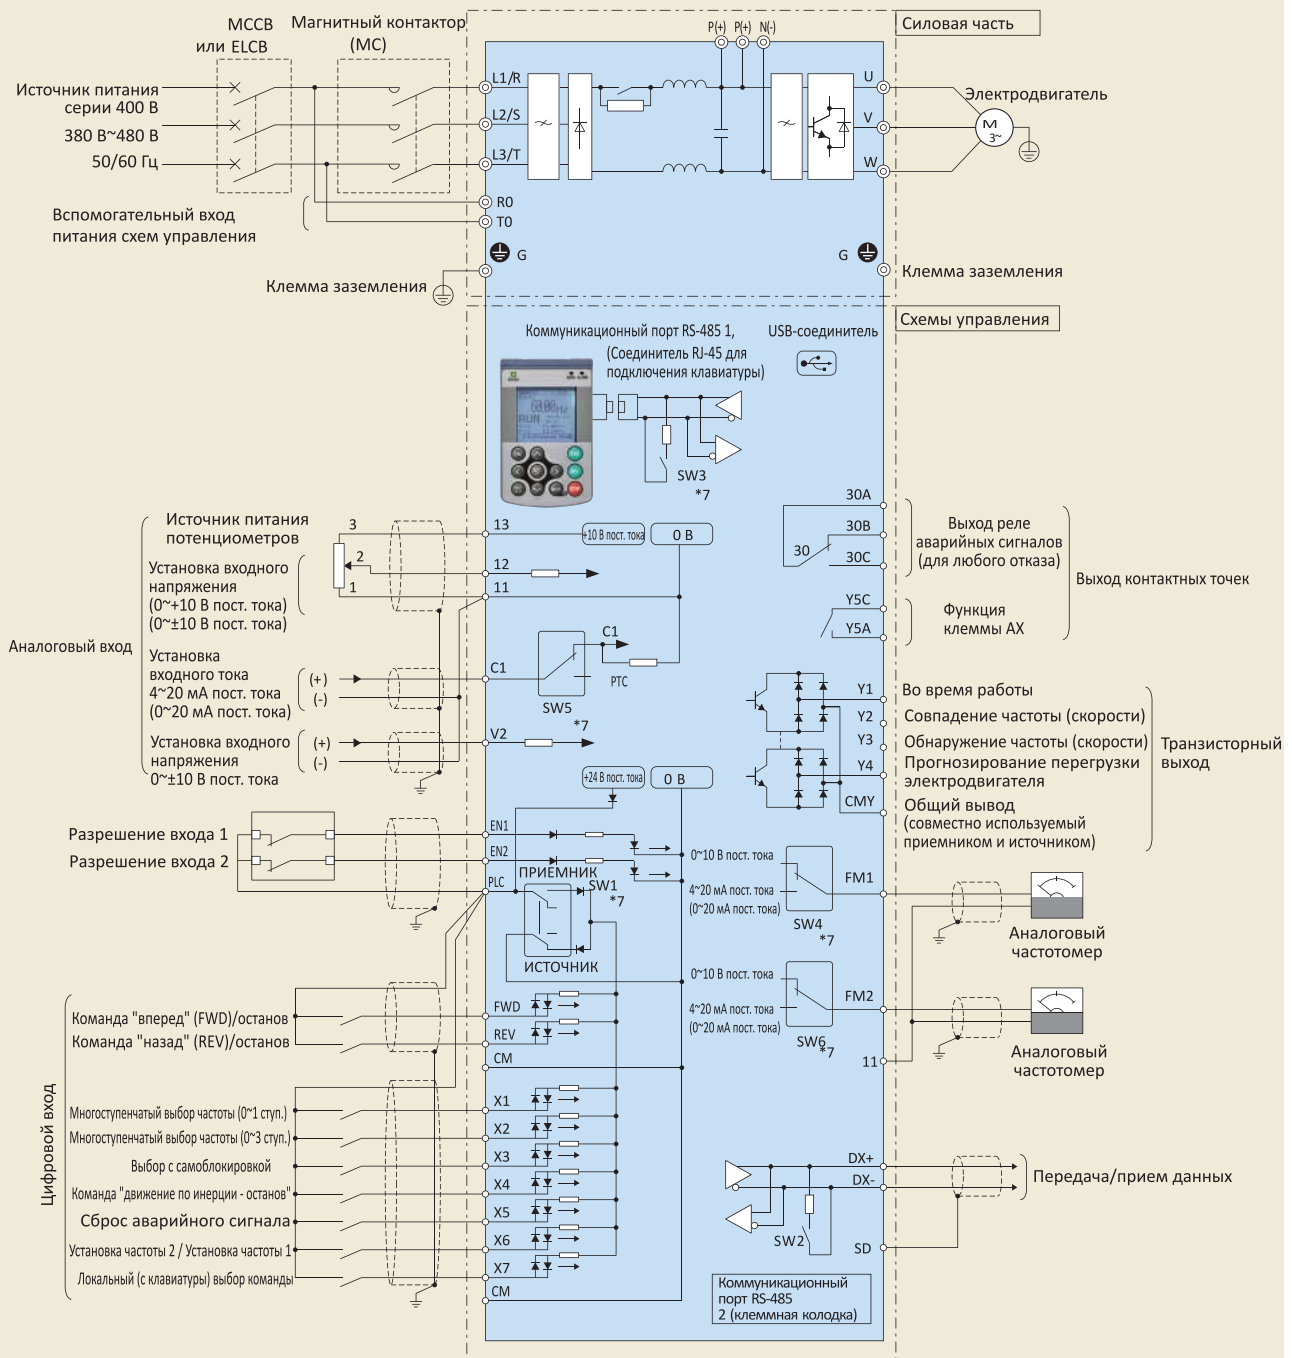 MCCB
или ELCB
Магнитный контактор
(MC)
P(+)
P(+)
N(-)
Силовая часть
Источник питания
серии 400 В
380 В~480 В
50/60 Гц
L1/R
L2/S
L3/T
R0
T0
U
V
W
Электродвигатель
M
3~
Вспомогательный вход
питания схем управления
G
G
Клемма заземления
Клемма заземления
Схемы управления
Коммуникационный порт RS-485 1,
(Соединитель RJ-45 для
подключения клавиатуры)
USB-соединитель
60.00Hz
RUN
SW3
*7
30A
30B
30
30C
Выход реле
аварийных сигналов
(для любого отказа)
Выход контактных точек
Y5C
Y5A
Функция
клеммы AX
Аналоговый вход
Источник питания
потенциометров
3
2
1
13
12
11
+10 В пост. тока
0 В
Установка входного
напряжения
(0~+10 В пост. тока)
(0~±10 В пост. тока)
Установка
входного тока
4~20 мА пост. тока
(0~20 мА пост. тока)
(+)
(-)
C1
C1
PTC
SW5
*7
Установка входного
напряжения
0~±10 В пост. тока
(+)
(-)
V2
+24 В пост. тока
0 В
Y1
Y2
Y3
Y4
CMY
Во время работы
Совпадение частоты (скорости)
Обнаружение частоты (скорости)
Прогнозирование перегрузки
электродвигателя
Общий вывод
(совместно используемый
приемником и источником)
Транзисторный
выход
Разрешение входа 1
Разрешение входа 2
EN1
EN2
PLC
ПРИЕМНИК
SW1
*7
ИСТОЧНИК
0~10 В пост. тока
4~20 мА пост. тока
(0~20 мА пост. тока)
SW4
*7
FM1
Аналоговый
частотомер
0~10 В пост. тока
4~20 мА пост. тока
(0~20 мА пост. тока)
SW6
*7
FM2
11
Аналоговый
частотомер
Цифровой вход
Команда "вперед" (FWD)/останов
Команда "назад" (REV)/останов
FWD
REV
CM
Многоступенчатый выбор частоты (0~1 ступ.)
Многоступенчатый выбор частоты (0~3 ступ.)
Выбор с самоблокировкой
Команда "движение по инерции - останов"
Сброс аварийного сигнала
Установка частоты 2 / Установка частоты 1
Локальный (с клавиатуры) выбор команды
X1
X2
X3
X4
X5
X6
X7
CM
DX+
DX-
SW2
SD
Передача/прием данных
Коммуникационный
порт RS-485
2 (клеммная колодка)